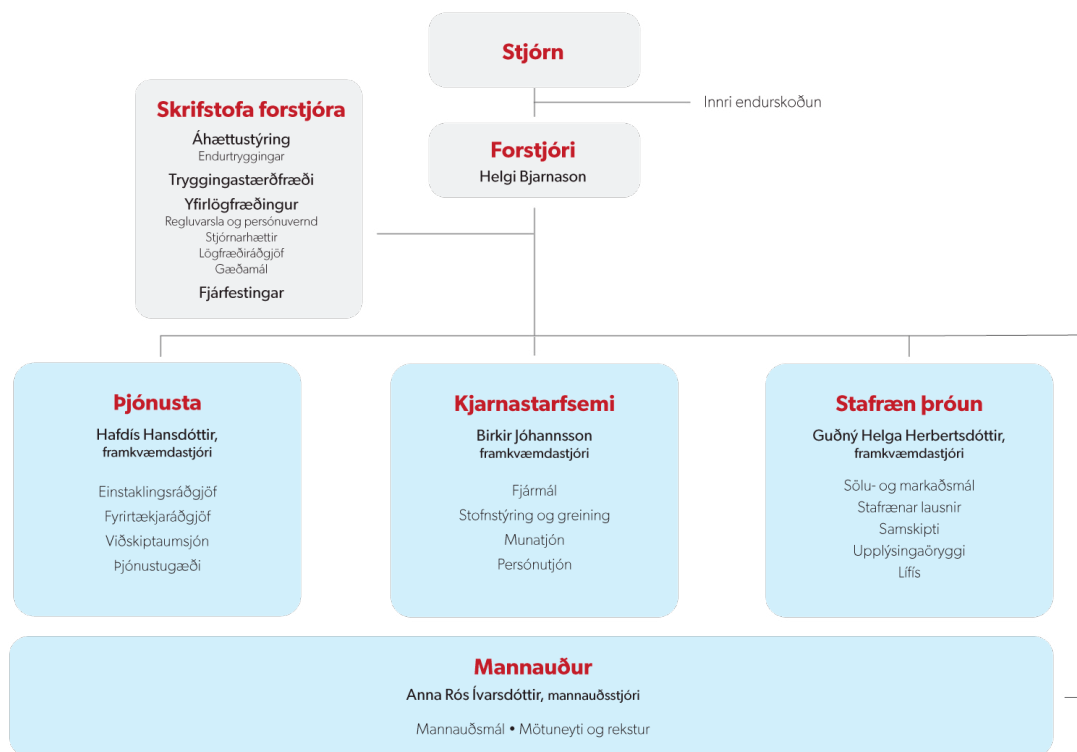 Stjórn
Innri endurskoðun
Skrifstofa forstjóra
Áhættustýring
Endurtryggingar
Tryggingastærðfræði
Yfirlögfræðingur
Regluvarsla og persónuvernd
Stjórnarhættir
Lögfræðiráðgjöf
Gæðamál
Fjárfestingar
Forstjóri
Helgi Bjarnason
Þjónusta
Hafdís Hansdóttir,
framkvæmdastjóri
Einstaklingsráðgjöf
Fyrirtækjaráðgjöf
Viðskiptaumsjón
Þjónustugæði
Kjarnastarfsemi
Birkir Jóhannsson
framkvæmdastjóri
Fjármál
Stofnstýring og greining
Munatjón
Persónutjón
Stafræn þróun
Guðný Helga Herbertsdóttir,
framkvæmdastjóri
Sölu- og markaðsmál
Stafrænar lausnir
Samskipti
Upplýsingaöryggi
Lífís
Mannauður
Anna Rós Ívarsdóttir, mannauðsstjóri
Mannauðsmál • Mötuneyti og rekstur